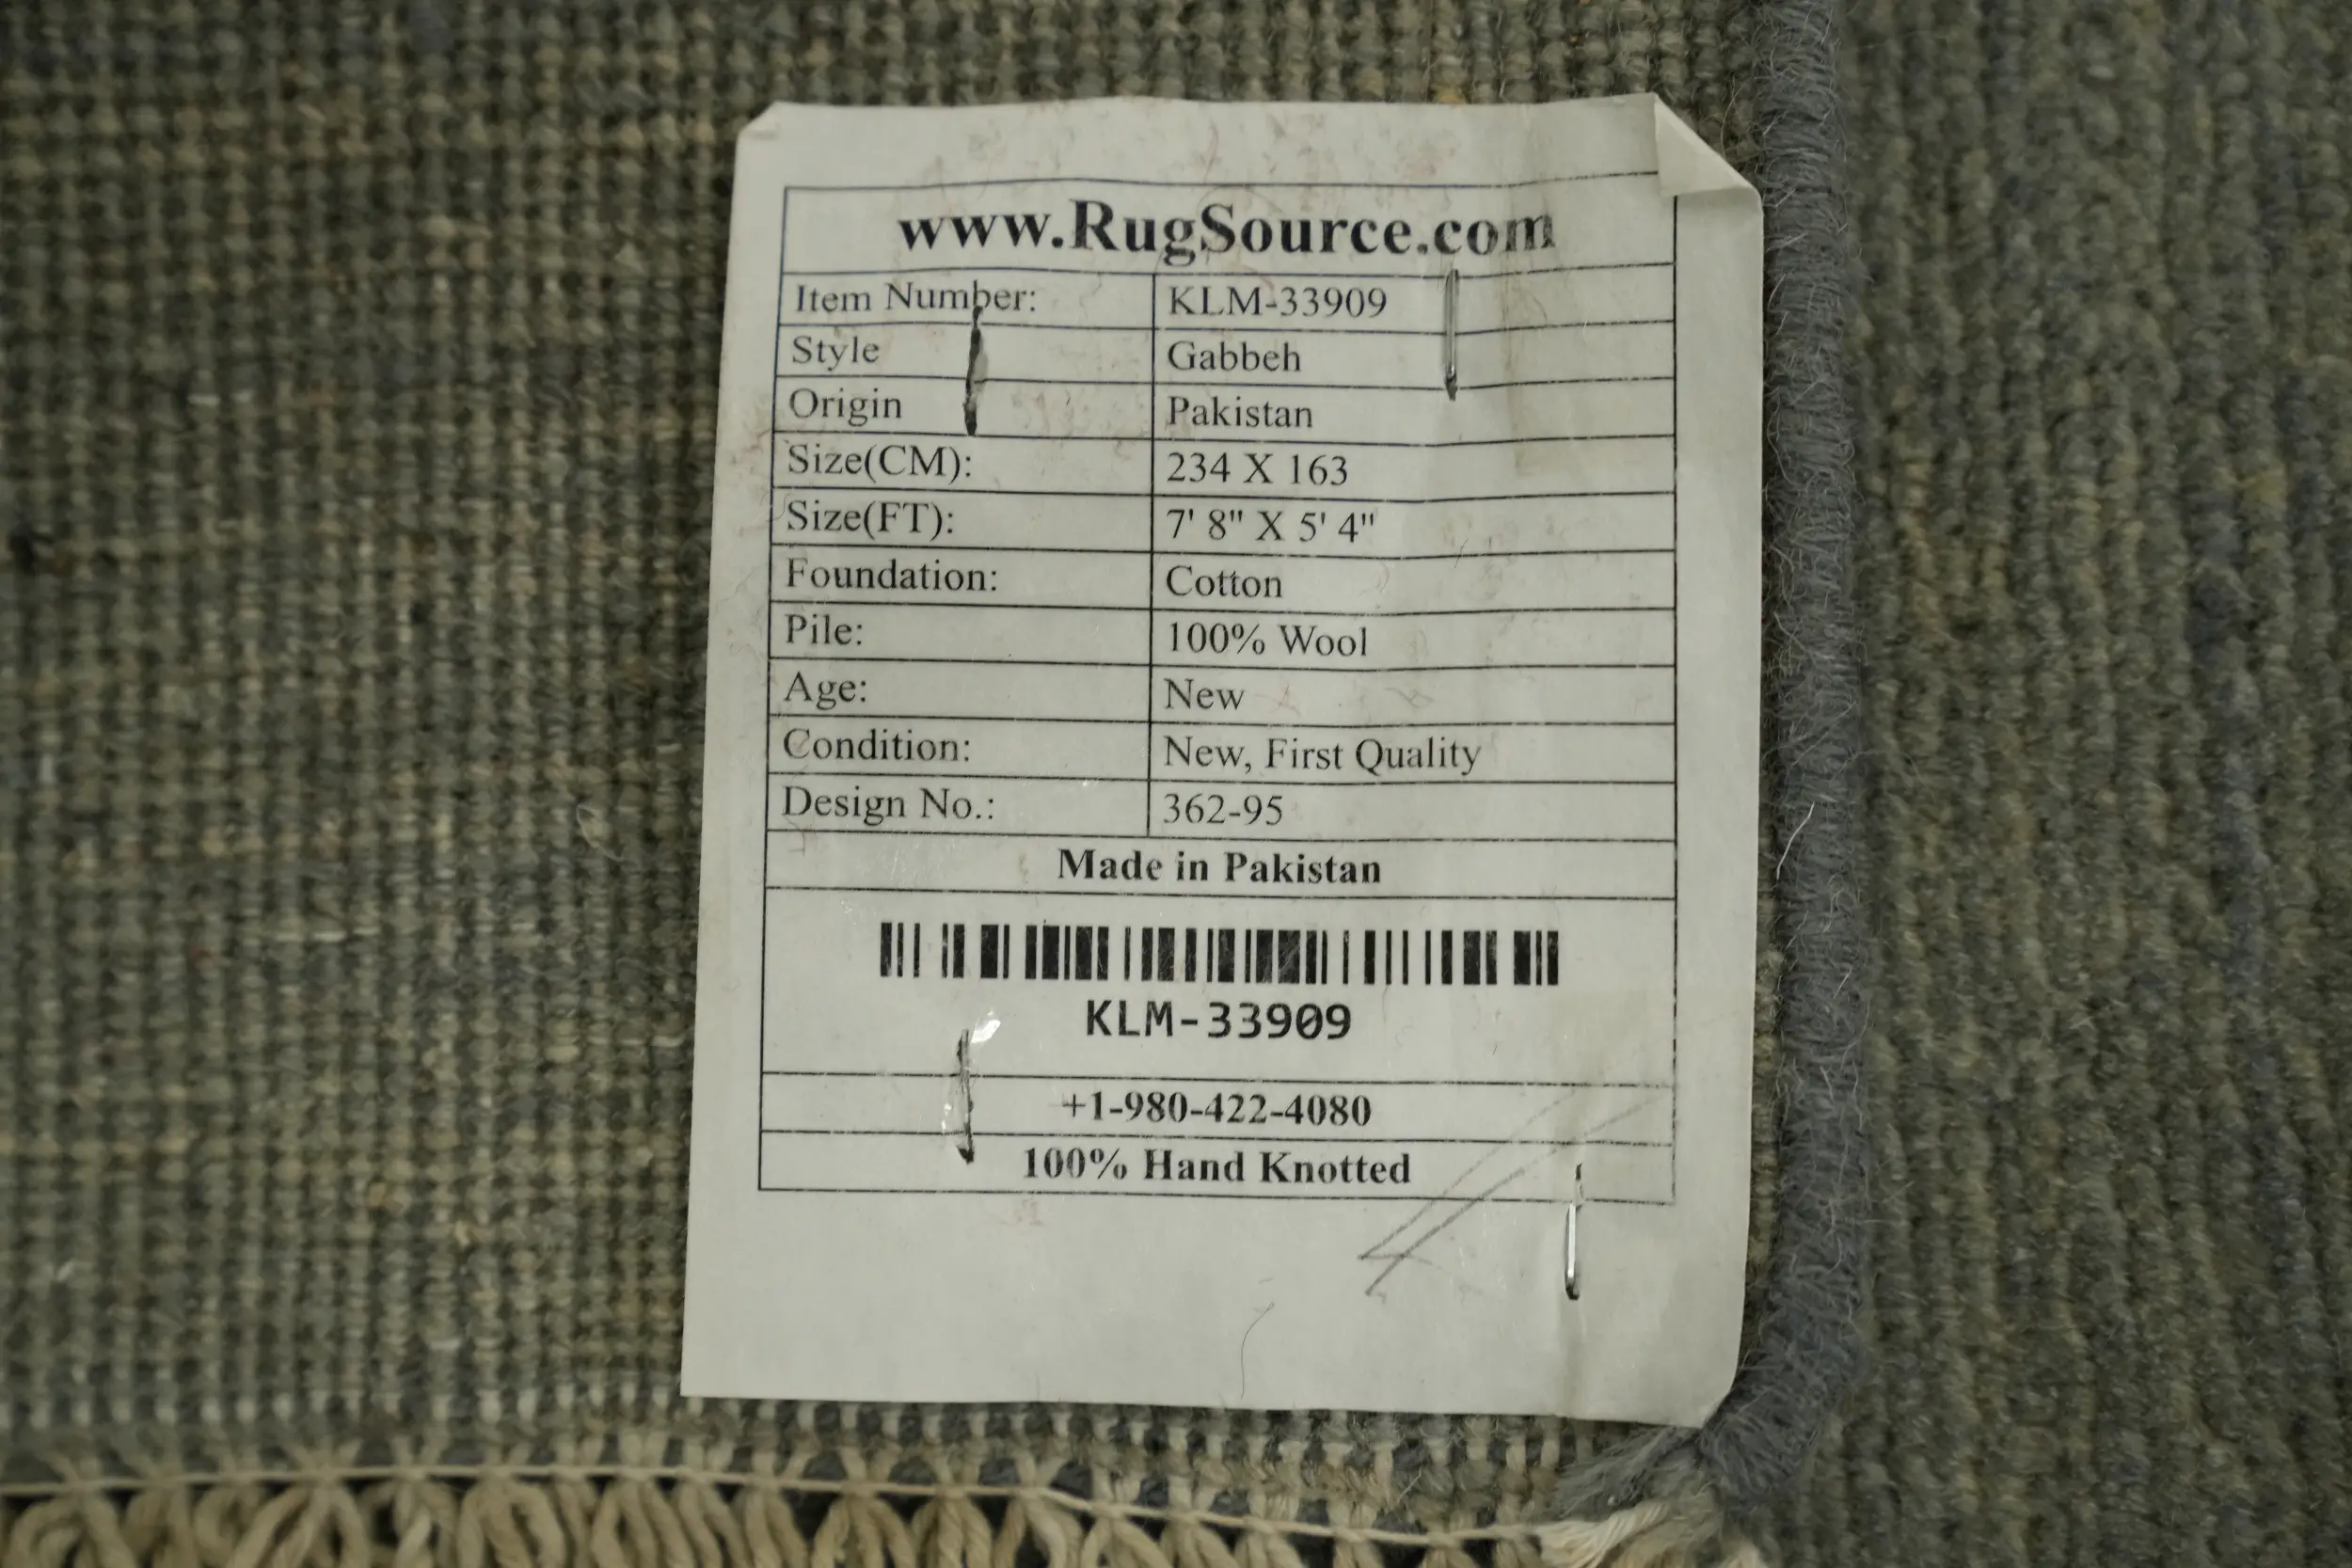 www.RugSource.com
Item Number: KLM-33909
Style Gabbeh
Origin Pakistan
Size(CM): 234 X 163
Size(FT): 7' 8" X 5' 4"
Foundation: Cotton
Pile: 100% Wool
Age: New
Condition: New, First Quality
Design No.: 362-95
Made in Pakistan
KLM-33909
+1-980-422-4080
100% Hand Knotted